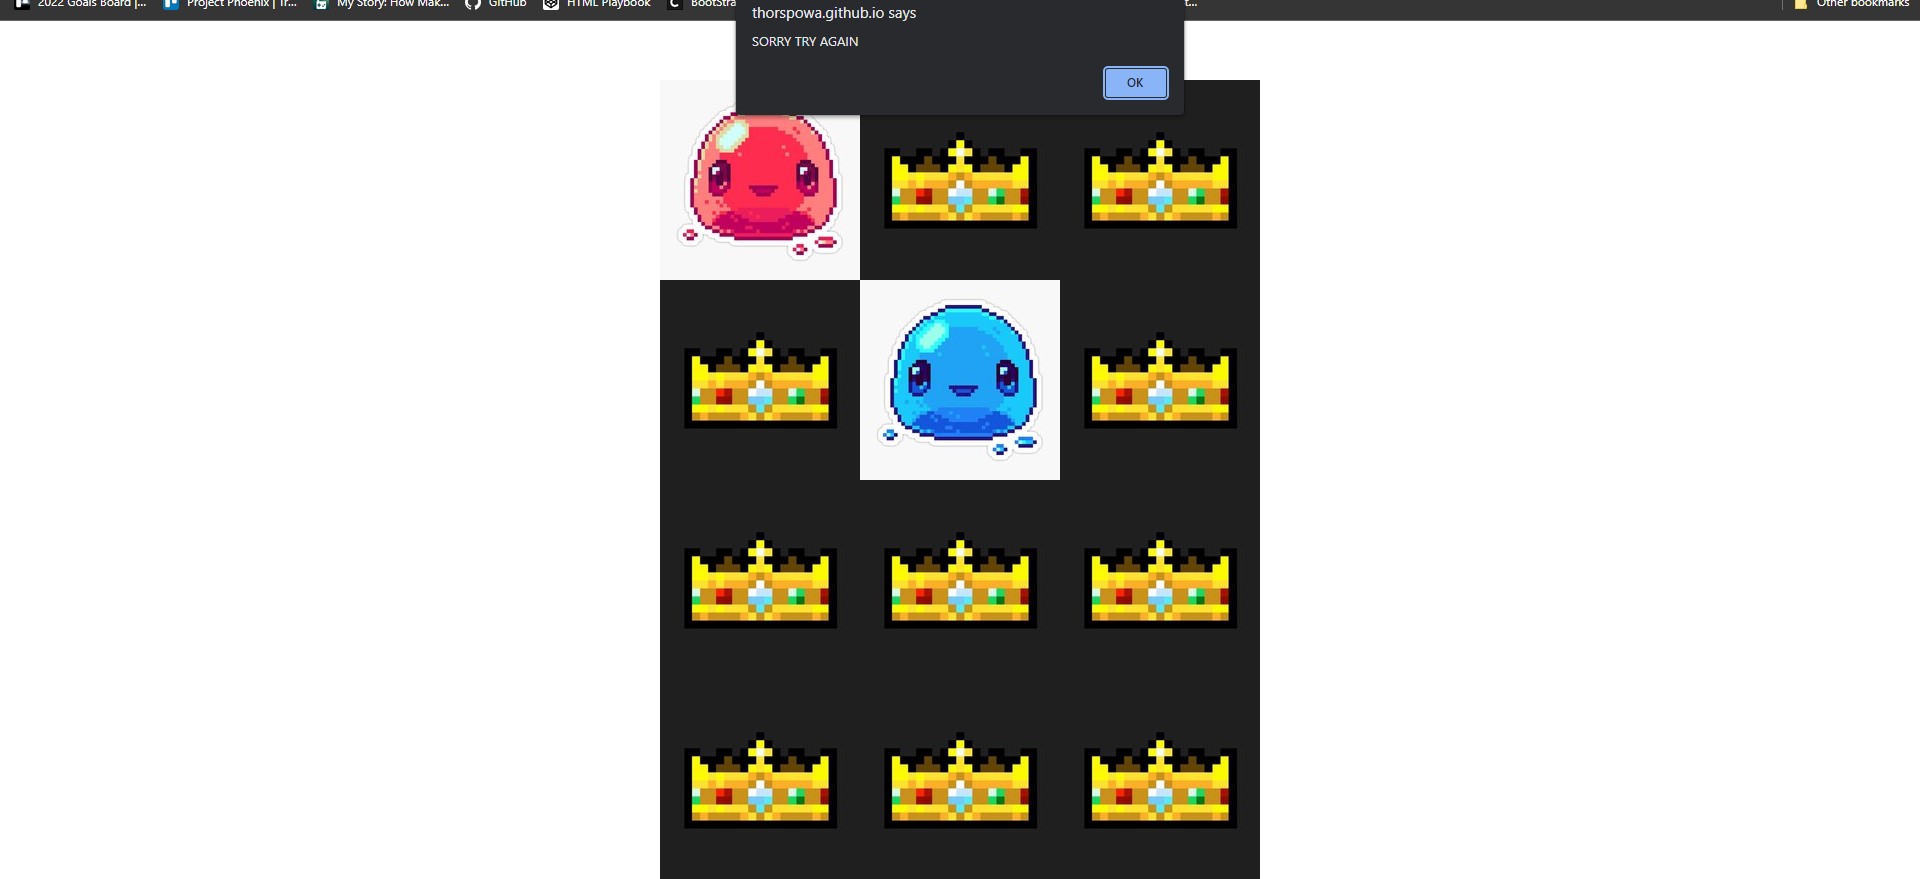 2022 Goals Board |...
Project Phoenix | Tr...
My Story: How Mak...
GitHub
HTML Playbook
BootStra
t...
Other bookmarks
thorspowa.github.io says
SORRY TRY AGAIN
OK